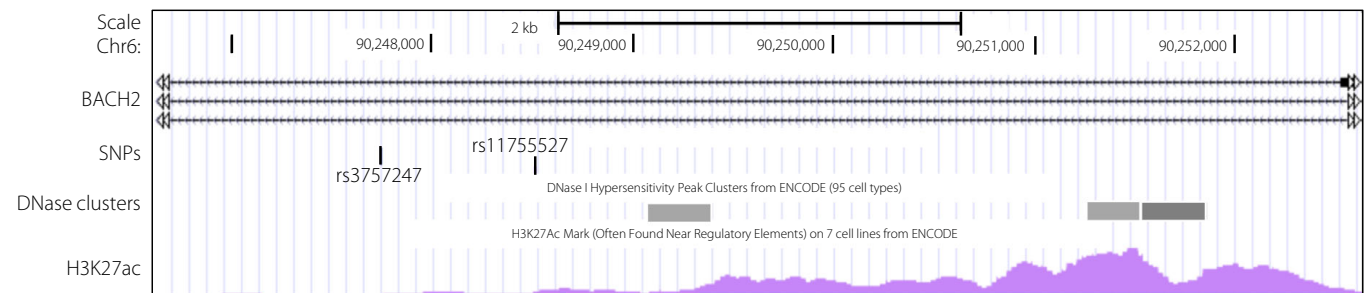 Scale
2 kb
Chr6:
90,248,000
90,249,000
90,250,000
90,251,000
90,252,000
BACH2
SNPs
rs11755527
rs3757247
DNase I Hypersensitivity Peak Clusters from ENCODE (95 cell types)
DNase clusters
H3K27Ac Mark (Often Found Near Regulatory Elements) on 7 cell lines from ENCODE
H3K27ac